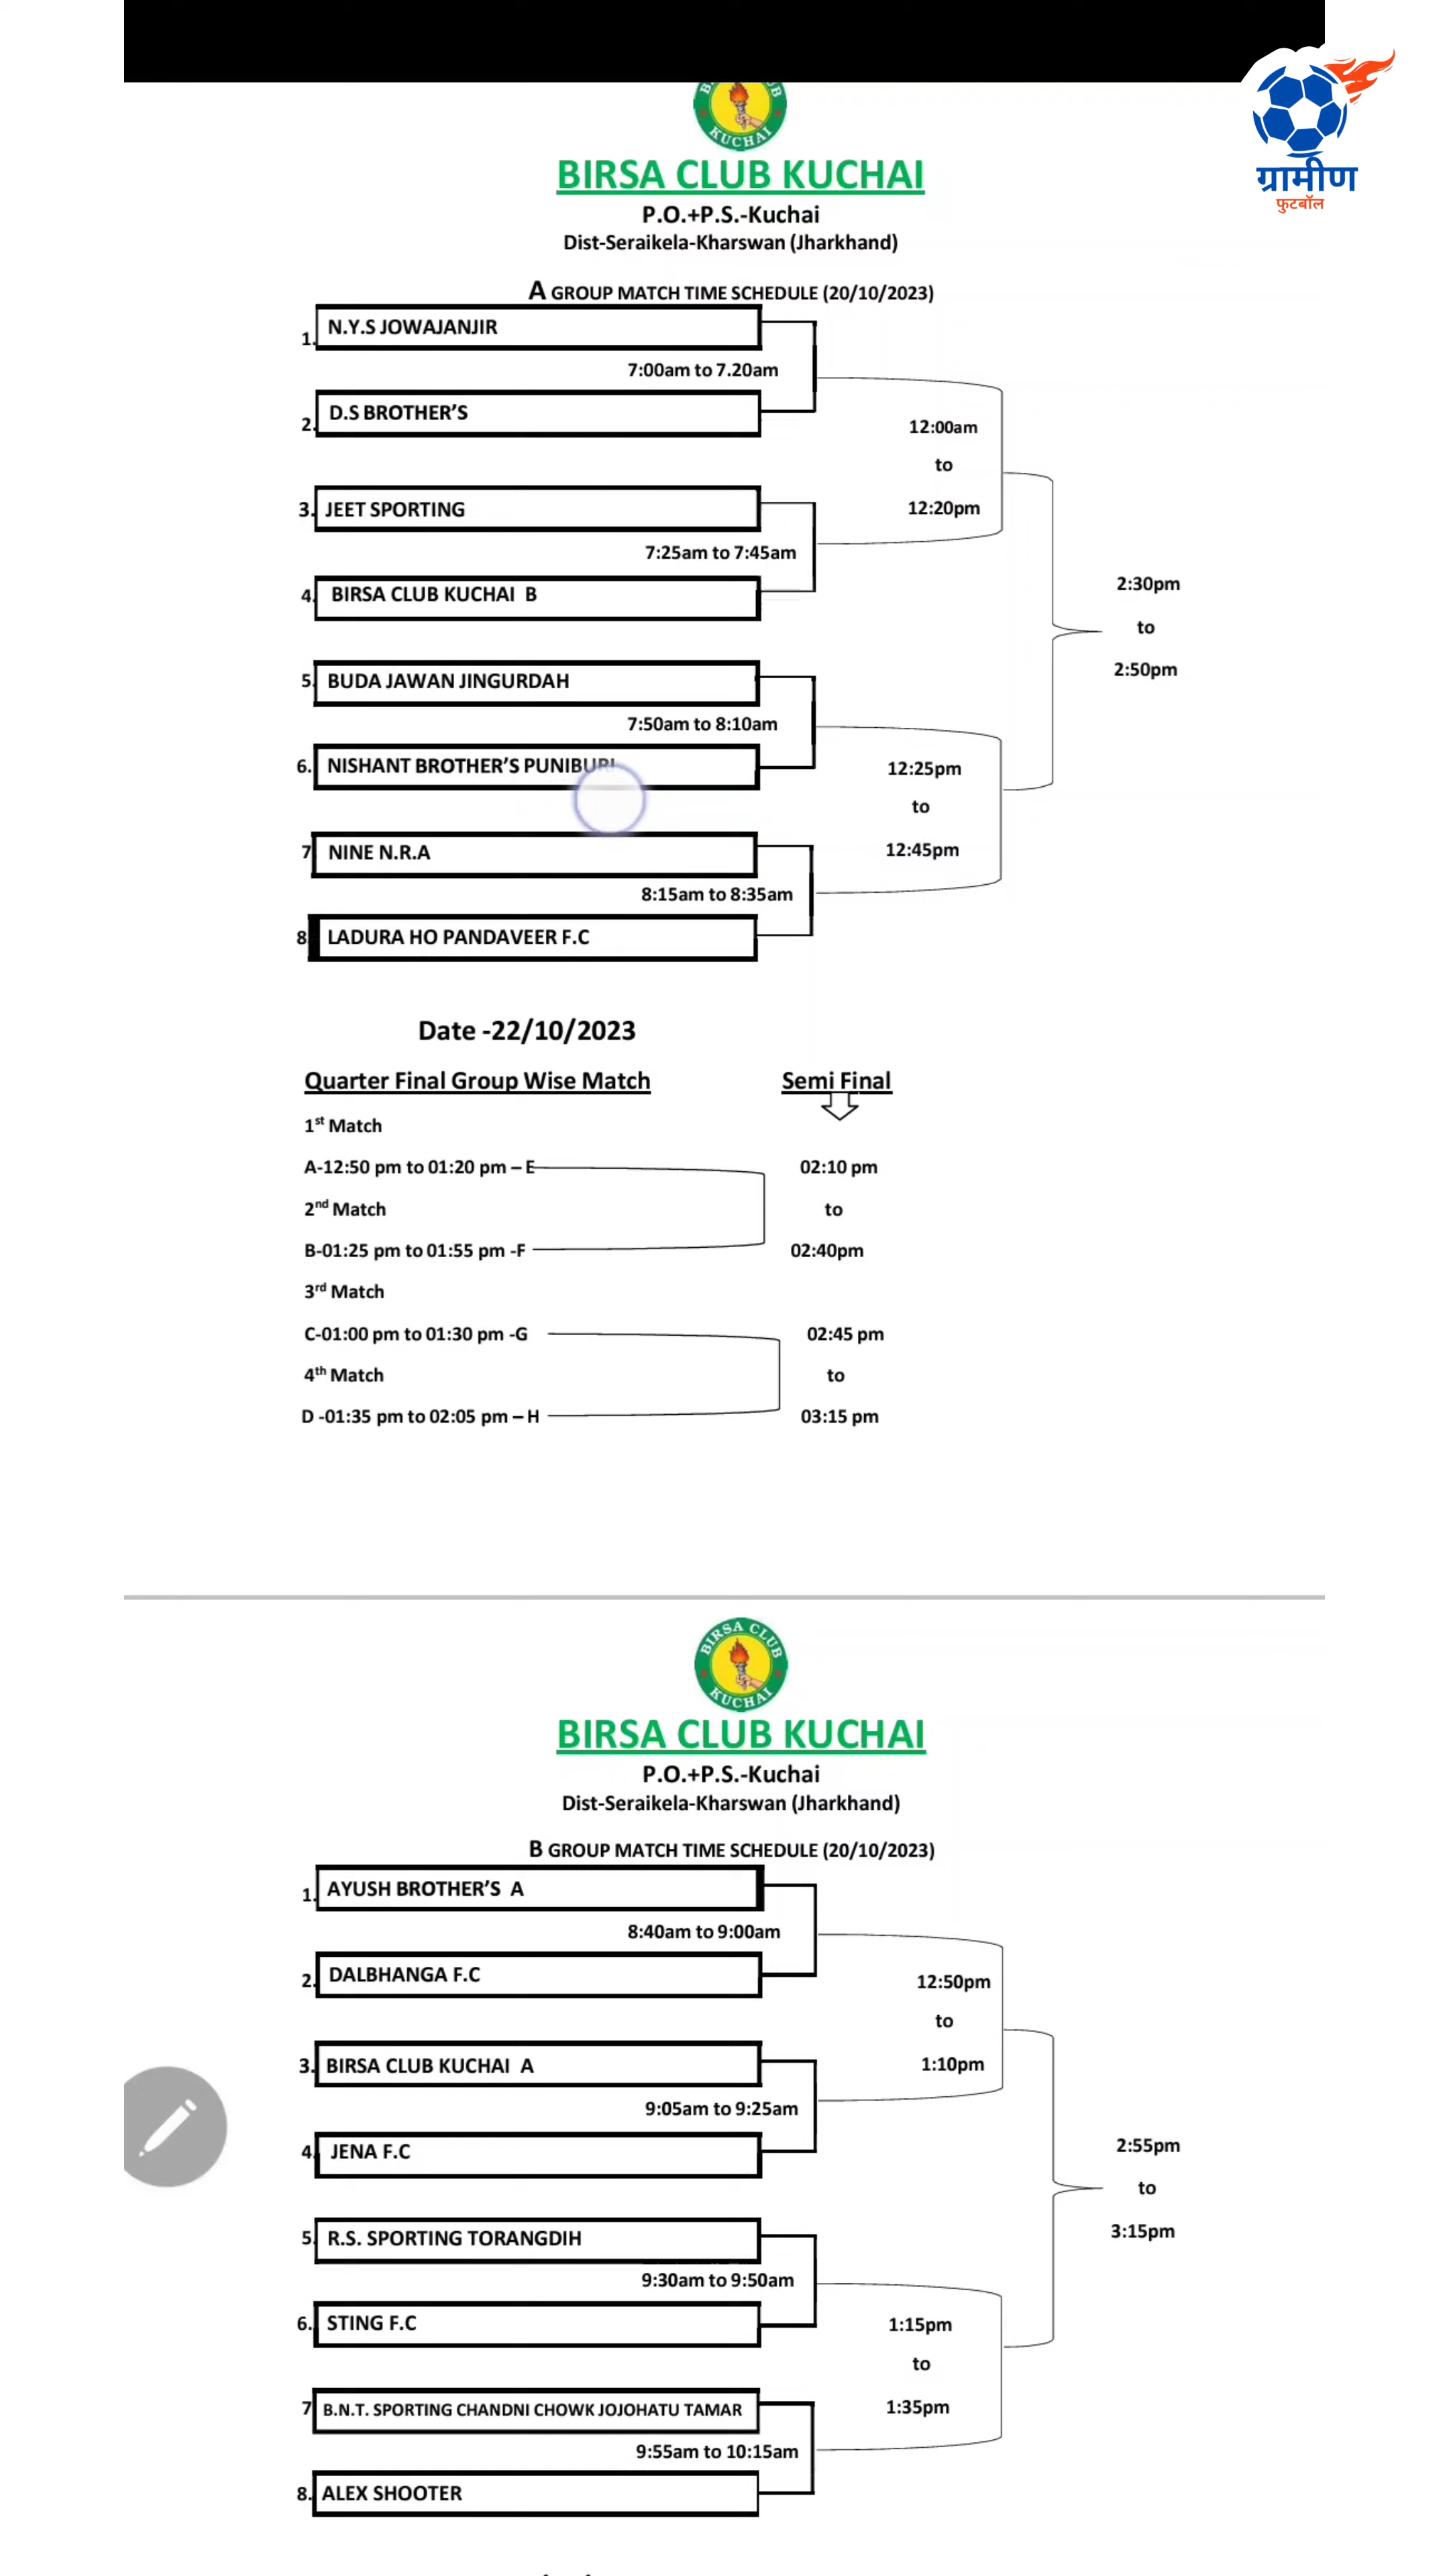 KUCHAI
ग्रामीण
फुटबॉल
BIRSA CLUB KUCHAI
P.O.+P.S.-Kuchai
Dist-Seraikela-Kharswan (Jharkhand)
A GROUP MATCH TIME SCHEDULE (20/10/2023)
1. N.Y.S JOWAJANJIR
7:00am to 7.20am
2. D.S BROTHER'S
12:00am
to
12:20pm
3. JEET SPORTING
7:25am to 7:45am
4. BIRSA CLUB KUCHAI B
2:30pm
to
2:50pm
5. BUDA JAWAN JINGURDAH
7:50am to 8:10am
6. NISHANT BROTHER'S PUNIBURI
12:25pm
to
12:45pm
7 NINE N.R.A
8:15am to 8:35am
8 LADURA HO PANDAVEER F.C
Date -22/10/2023
Quarter Final Group Wise Match Semi Final
1st Match
A-12:50 pm to 01:20 pm – E 02:10 pm
2nd Match to
B-01:25 pm to 01:55 pm -F 02:40pm
3rd Match
C-01:00 pm to 01:30 pm -G 02:45 pm
4th Match to
D -01:35 pm to 02:05 pm – H 03:15 pm
BIRSA CLUB
KUCHAI
BIRSA CLUB KUCHAI
P.O.+P.S.-Kuchai
Dist-Seraikela-Kharswan (Jharkhand)
B GROUP MATCH TIME SCHEDULE (20/10/2023)
1. AYUSH BROTHER'S A
8:40am to 9:00am
2. DALBHANGA F.C
12:50pm
to
1:10pm
3. BIRSA CLUB KUCHAI A
9:05am to 9:25am
4. JENA F.C
2:55pm
to
3:15pm
5. R.S. SPORTING TORANGDIH
9:30am to 9:50am
6. STING F.C
1:15pm
to
1:35pm
7 B.N.T. SPORTING CHANDNI CHOWK JOJOHATU TAMAR
9:55am to 10:15am
8. ALEX SHOOTER